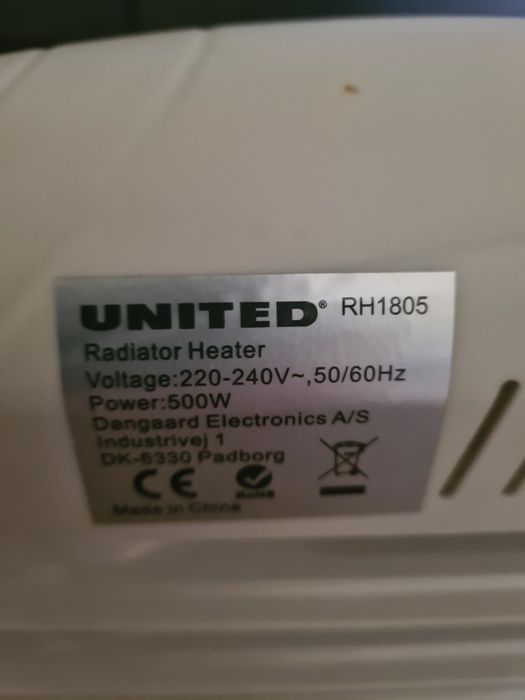 UNITED® RH1805
Radiator Heater
Voltage:220-240V~,50/60Hz
Power:500W
Dangaard Electronics A/S
Industrivej 1
DK-6330 Padborg
CE RoHS
Made in China